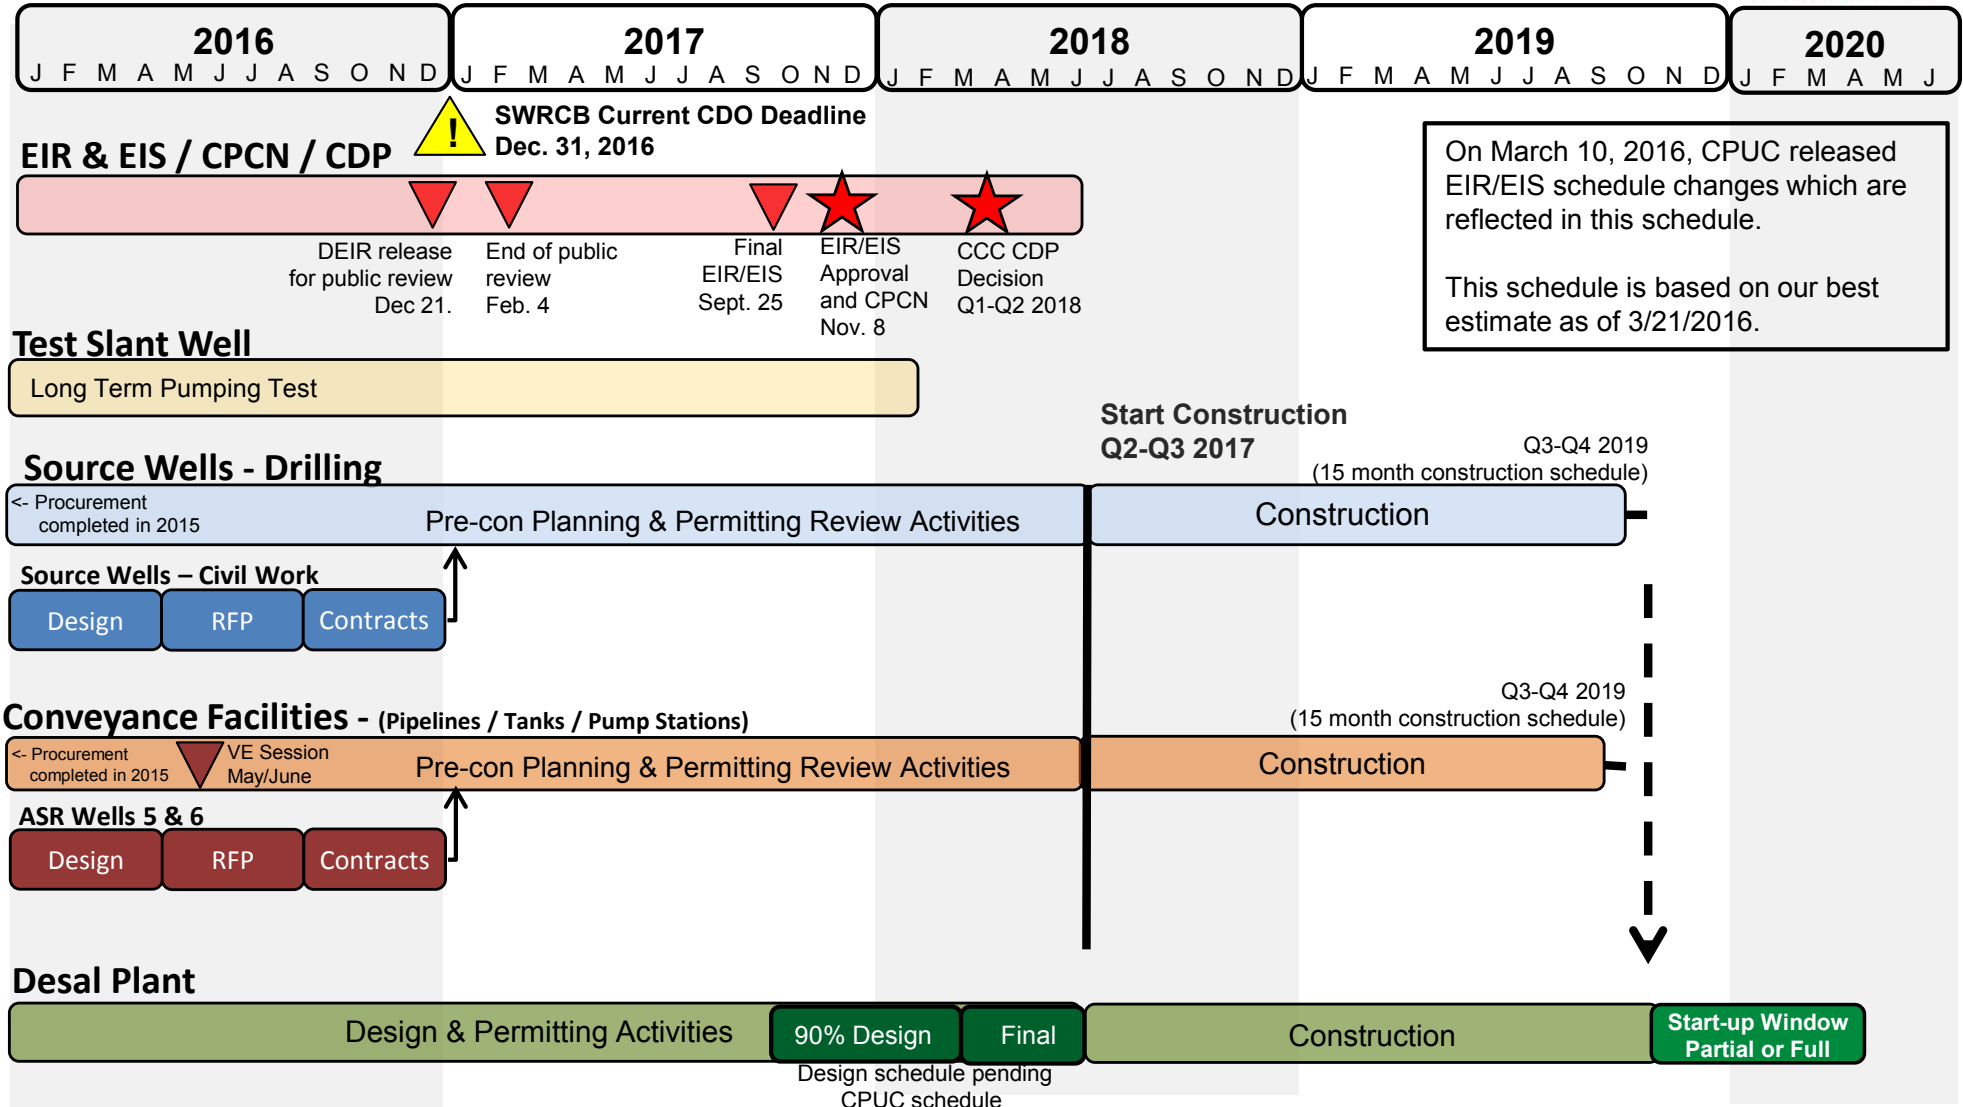 2016
J F M A M J J A S O N D
2017
J F M A M J J A S O N D
2018
J F M A M J J A S O N D
2019
J F M A M J J A S O N D
2020
J F M A M J
!
SWRCB Current CDO Deadline
Dec. 31, 2016
EIR & EIS / CPCN / CDP
DEIR release
for public review
Dec 21.
End of public
review
Feb. 4
Final
EIR/EIS
Sept. 25
EIR/EIS
Approval
and CPCN
Nov. 8
CCC CDP
Decision
Q1-Q2 2018
On March 10, 2016, CPUC released
EIR/EIS schedule changes which are
reflected in this schedule.
This schedule is based on our best
estimate as of 3/21/2016.
Test Slant Well
Long Term Pumping Test
Start Construction
Q2-Q3 2017
Source Wells - Drilling
Q3-Q4 2019
(15 month construction schedule)
<- Procurement
completed in 2015
Pre-con Planning & Permitting Review Activities
Construction
Source Wells – Civil Work
Design
RFP
Contracts
Conveyance Facilities - (Pipelines / Tanks / Pump Stations)
Q3-Q4 2019
(15 month construction schedule)
<- Procurement
completed in 2015
VE Session
May/June
Pre-con Planning & Permitting Review Activities
Construction
ASR Wells 5 & 6
Design
RFP
Contracts
Desal Plant
Design & Permitting Activities
90% Design
Final
Construction
Start-up Window
Partial or Full
Design schedule pending
CPUC schedule